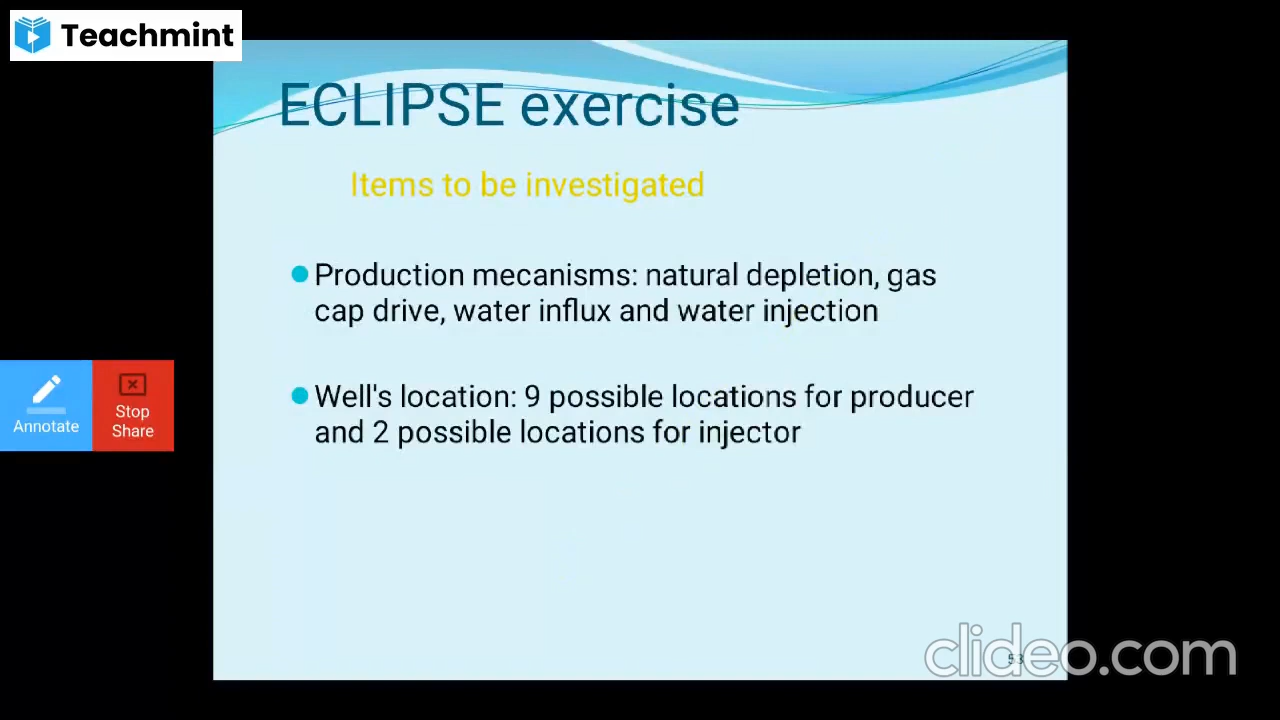 Teachmint
ECLIPSE exercise
Items to be investigated
Production mecanisms: natural depletion, gas
cap drive, water influx and water injection
Annotate
Stop
Share
Well's location: 9 possible locations for producer
and 2 possible locations for injector
53
clideo.com